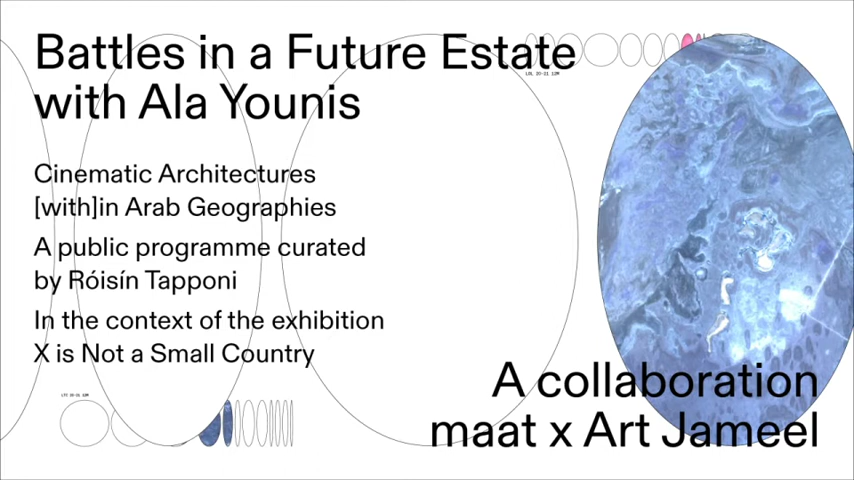 Battles in a Future Estate
with Ala Younis
Cinematic Architectures
[with]in Arab Geographies
A public programme curated
by Róisín Tapponi
In the context of the exhibition
X is Not a Small Country
A collaboration
maat x Art Jameel